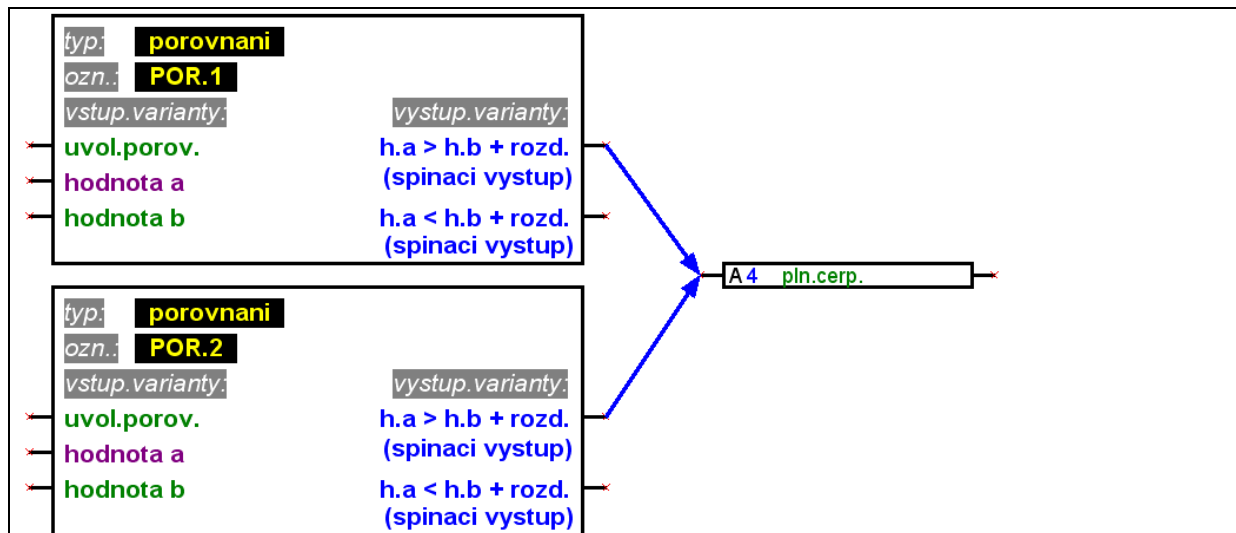 typ: porovnani
ozn.: POR.1
vstup.varianty: vystup.varianty:
uvol.porov. h.a > h.b + rozd.
hodnota a (spinaci vystup)
hodnota b h.a < h.b + rozd.
(spinaci vystup)
A 4 pln.cerp.
typ: porovnani
ozn.: POR.2
vstup.varianty: vystup.varianty:
uvol.porov. h.a > h.b + rozd.
hodnota a (spinaci vystup)
hodnota b h.a < h.b + rozd.
(spinaci vystup)